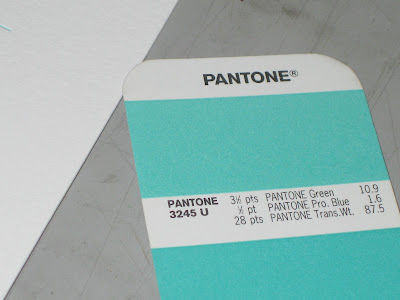 PANTONE®
PANTONE
3245 U
3½ pts PANTONE Green 10.9
½ pt PANTONE Pro. Blue 1.6
28 pts PANTONE Trans.Wt. 87.5